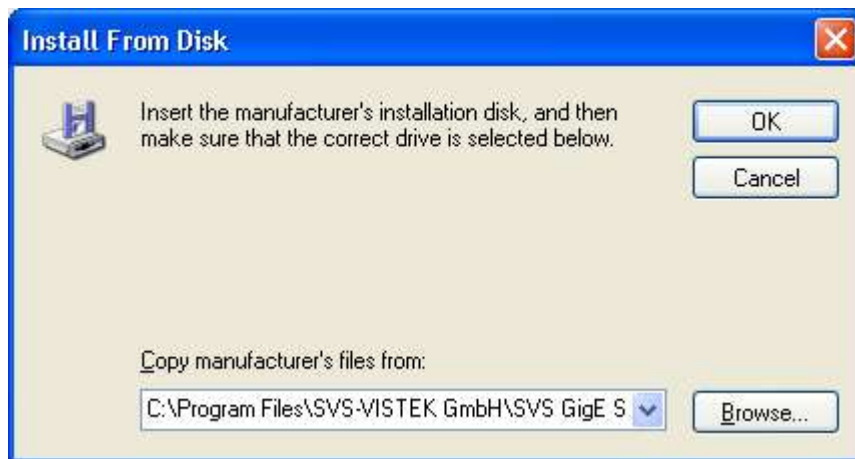 Install From Disk
Insert the manufacturer's installation disk, and then
make sure that the correct drive is selected below.
OK
Cancel
Copy manufacturer's files from:
C:\Program Files\SVS-VISTEK GmbH\SVS GigE S
Browse...